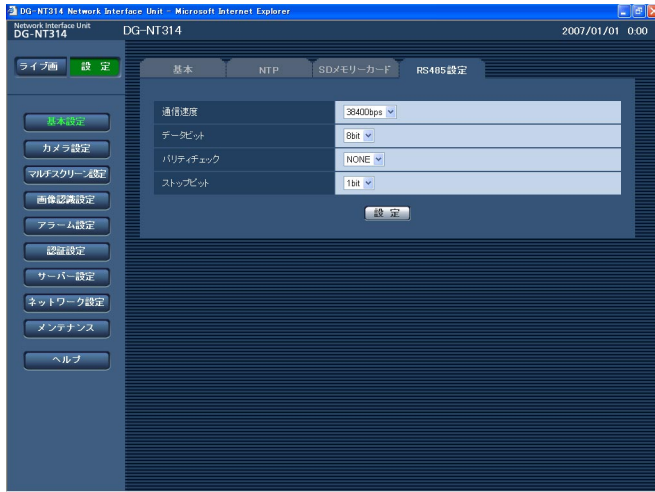 DG-NT314 Network Interface Unit - Microsoft Internet Explorer
Network Interface Unit
DG-NT314
DG-NT314
2007/01/01 0:00
ライブ画 設 定
基本 NTP SDメモリーカード RS485設定
基本設定
カメラ設定
マルチスクリーン設定
画像認識設定
アラーム設定
認証設定
サーバー設定
ネットワーク設定
メンテナンス
ヘルプ
通信速度 38400bps
データビット 8bit
パリティチェック NONE
ストップビット 1bit
設 定